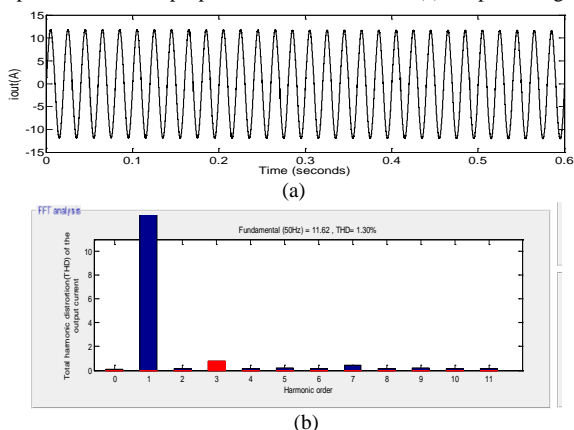 15
10
5
0
-5
-10
-15
iout(A)
0 0.1 0.2 0.3 0.4 0.5 0.6
Time (seconds)
(a)
FFT analysis
Fundamental (50Hz) = 11.62 , THD= 1.30%
Total harmonic distrortion(THD) of the
output current
10
8
6
4
2
0
0 1 2 3 4 5 6 7 8 9 10 11
Harmonic order
(b)